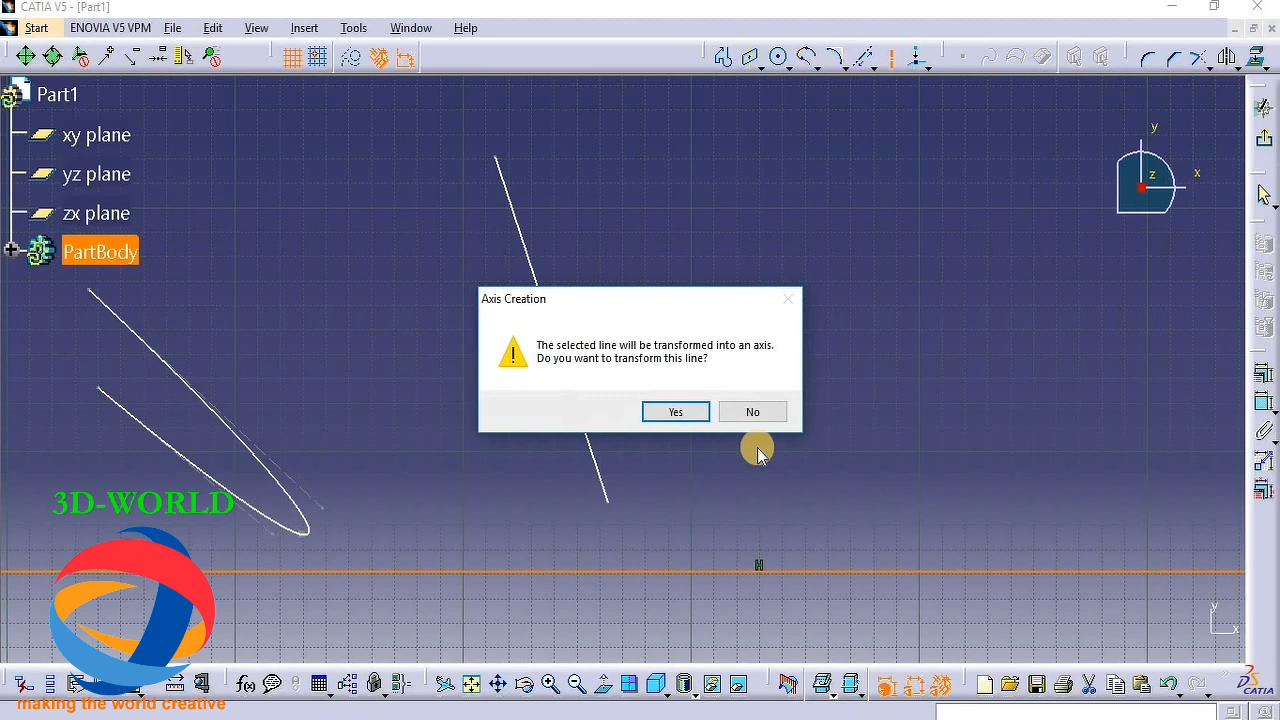 CATIA V5 - [Part1]
Start ENOVIA V5 VPM File Edit View Insert Tools Window Help
Part1
xy plane
yz plane
zx plane
PartBody
y
z
x
Axis Creation
The selected line will be transformed into an axis.
Do you want to transform this line?
Yes No
3D-WORLD
H
y
x
f(x)
making the world creative
DS
CATIA